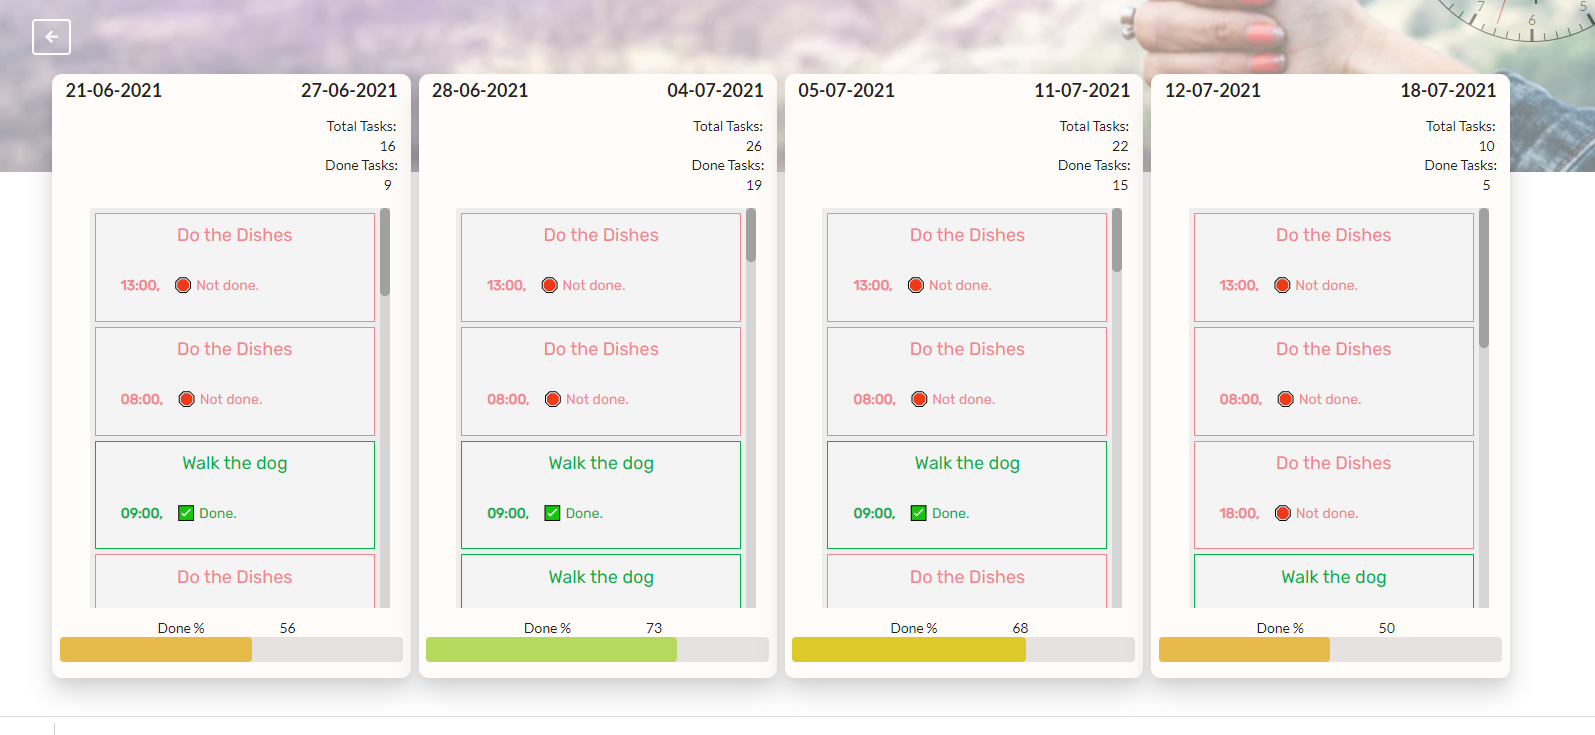 7 6 5
21-06-2021 27-06-2021
Total Tasks:
16
Done Tasks:
9
Do the Dishes
13:00, Not done.
Do the Dishes
08:00, Not done.
Walk the dog
09:00, Done.
Do the Dishes
Done % 56
28-06-2021 04-07-2021
Total Tasks:
26
Done Tasks:
19
Do the Dishes
13:00, Not done.
Do the Dishes
08:00, Not done.
Walk the dog
09:00, Done.
Walk the dog
Done % 73
05-07-2021 11-07-2021
Total Tasks:
22
Done Tasks:
15
Do the Dishes
13:00, Not done.
Do the Dishes
08:00, Not done.
Walk the dog
09:00, Done.
Do the Dishes
Done % 68
12-07-2021 18-07-2021
Total Tasks:
10
Done Tasks:
5
Do the Dishes
13:00, Not done.
Do the Dishes
08:00, Not done.
Do the Dishes
18:00, Not done.
Walk the dog
Done % 50